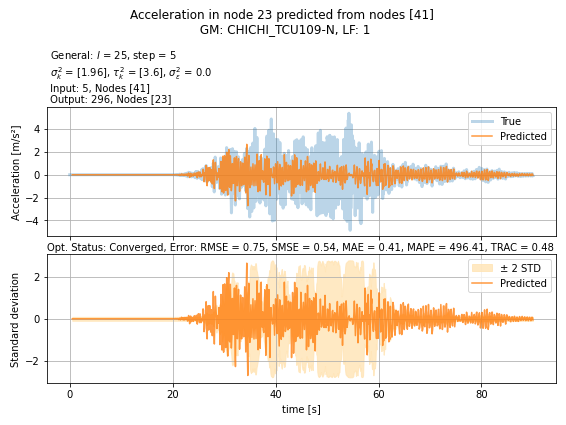 Acceleration in node 23 predicted from nodes [41]
GM: CHICHI_TCU109-N, LF: 1
General: l = 25, step = 5
σ²ₖ = [1.96], τ²ₖ = [3.6], σ²ε = 0.0
Input: 5, Nodes [41]
Output: 296, Nodes [23]
True
Predicted
4
2
0
−2
−4
Acceleration [m/s²]
Opt. Status: Converged, Error: RMSE = 0.75, SMSE = 0.54, MAE = 0.41, MAPE = 496.41, TRAC = 0.48
± 2 STD
Predicted
2
0
−2
Standard deviation
0 20 40 60 80
time [s]